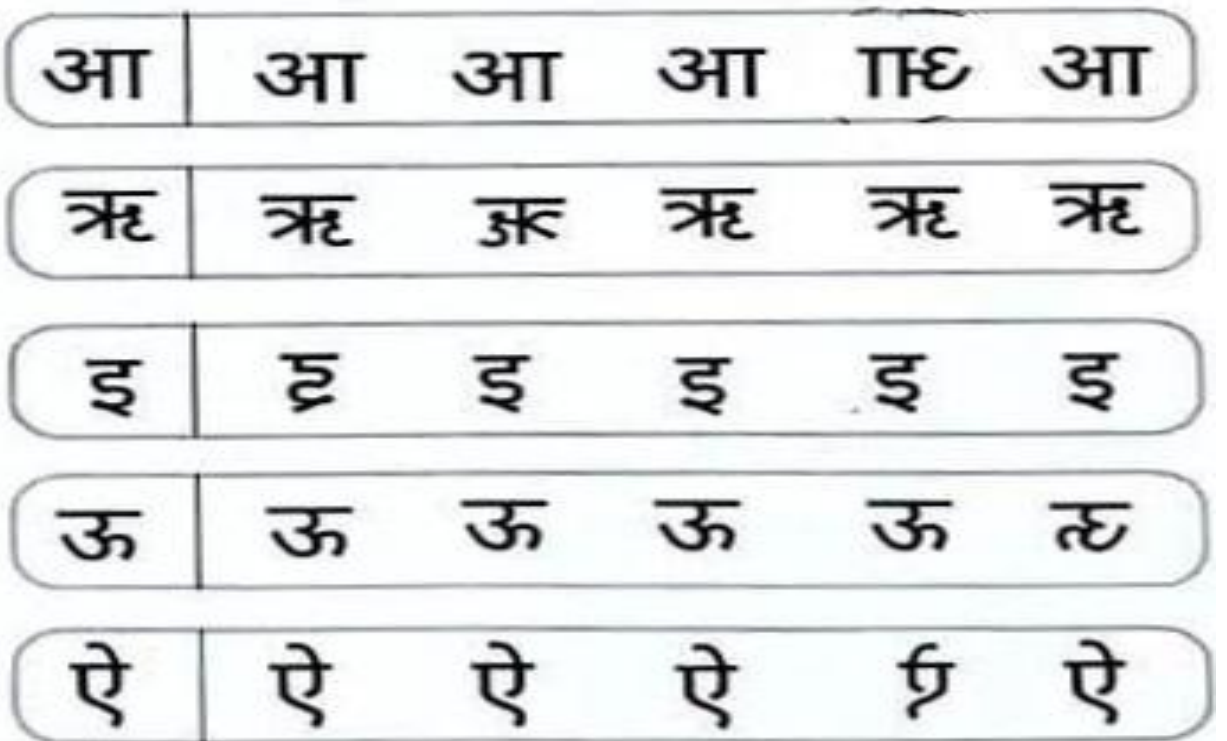 आ आ आ आ आ
ऋ ऋ ऋ ऋ ऋ
इ इ इ इ इ
ऊ ऊ ऊ ऊ ऊ
ऐ ऐ ऐ ऐ ऐ